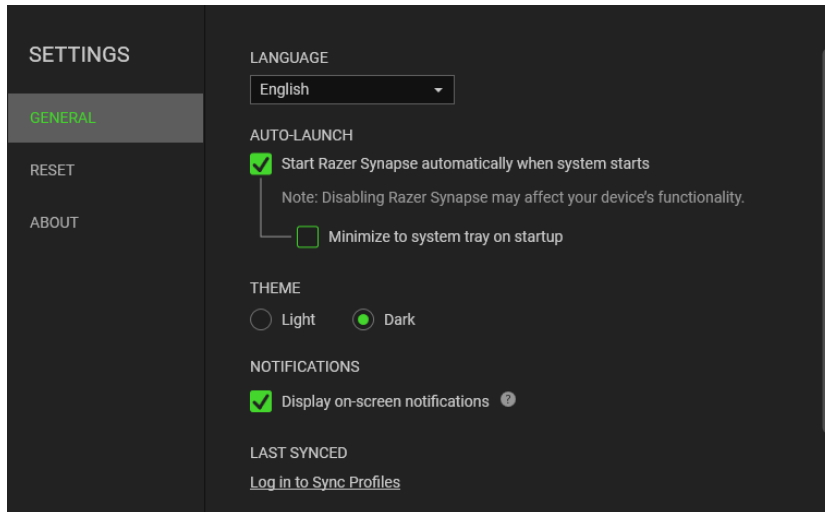 SETTINGS
GENERAL
RESET
ABOUT
LANGUAGE
English
AUTO-LAUNCH
Start Razer Synapse automatically when system starts
Note: Disabling Razer Synapse may affect your device’s functionality.
Minimize to system tray on startup
THEME
Light Dark
NOTIFICATIONS
Display on-screen notifications ?
LAST SYNCED
Log in to Sync Profiles